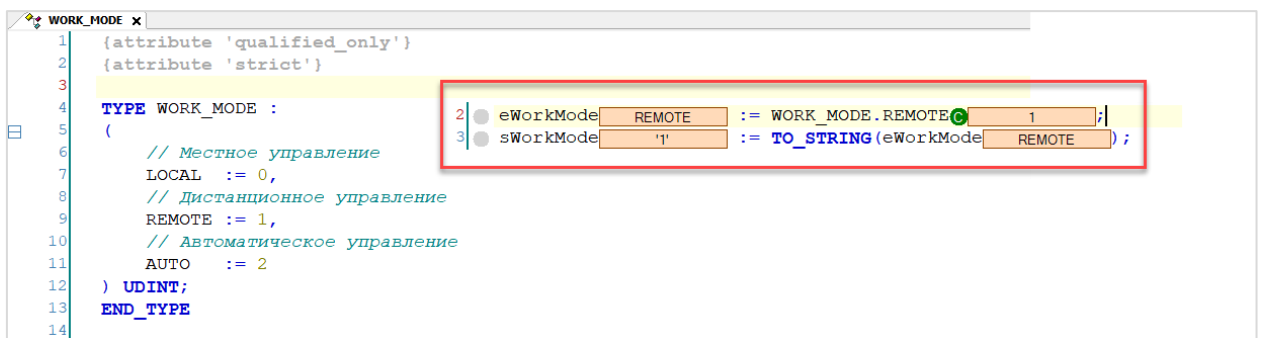 WORK_MODE x
1 {attribute 'qualified_only'}
2 {attribute 'strict'}
3
4 TYPE WORK_MODE :
5 (
6 // Местное управление
7 LOCAL := 0,
8 // Дистанционное управление
9 REMOTE := 1,
10 // Автоматическое управление
11 AUTO := 2
12 ) UDINT;
13 END_TYPE
14
2 eWorkMode REMOTE := WORK_MODE.REMOTE C 1 ;
3 sWorkMode '1' := TO_STRING(eWorkMode REMOTE );